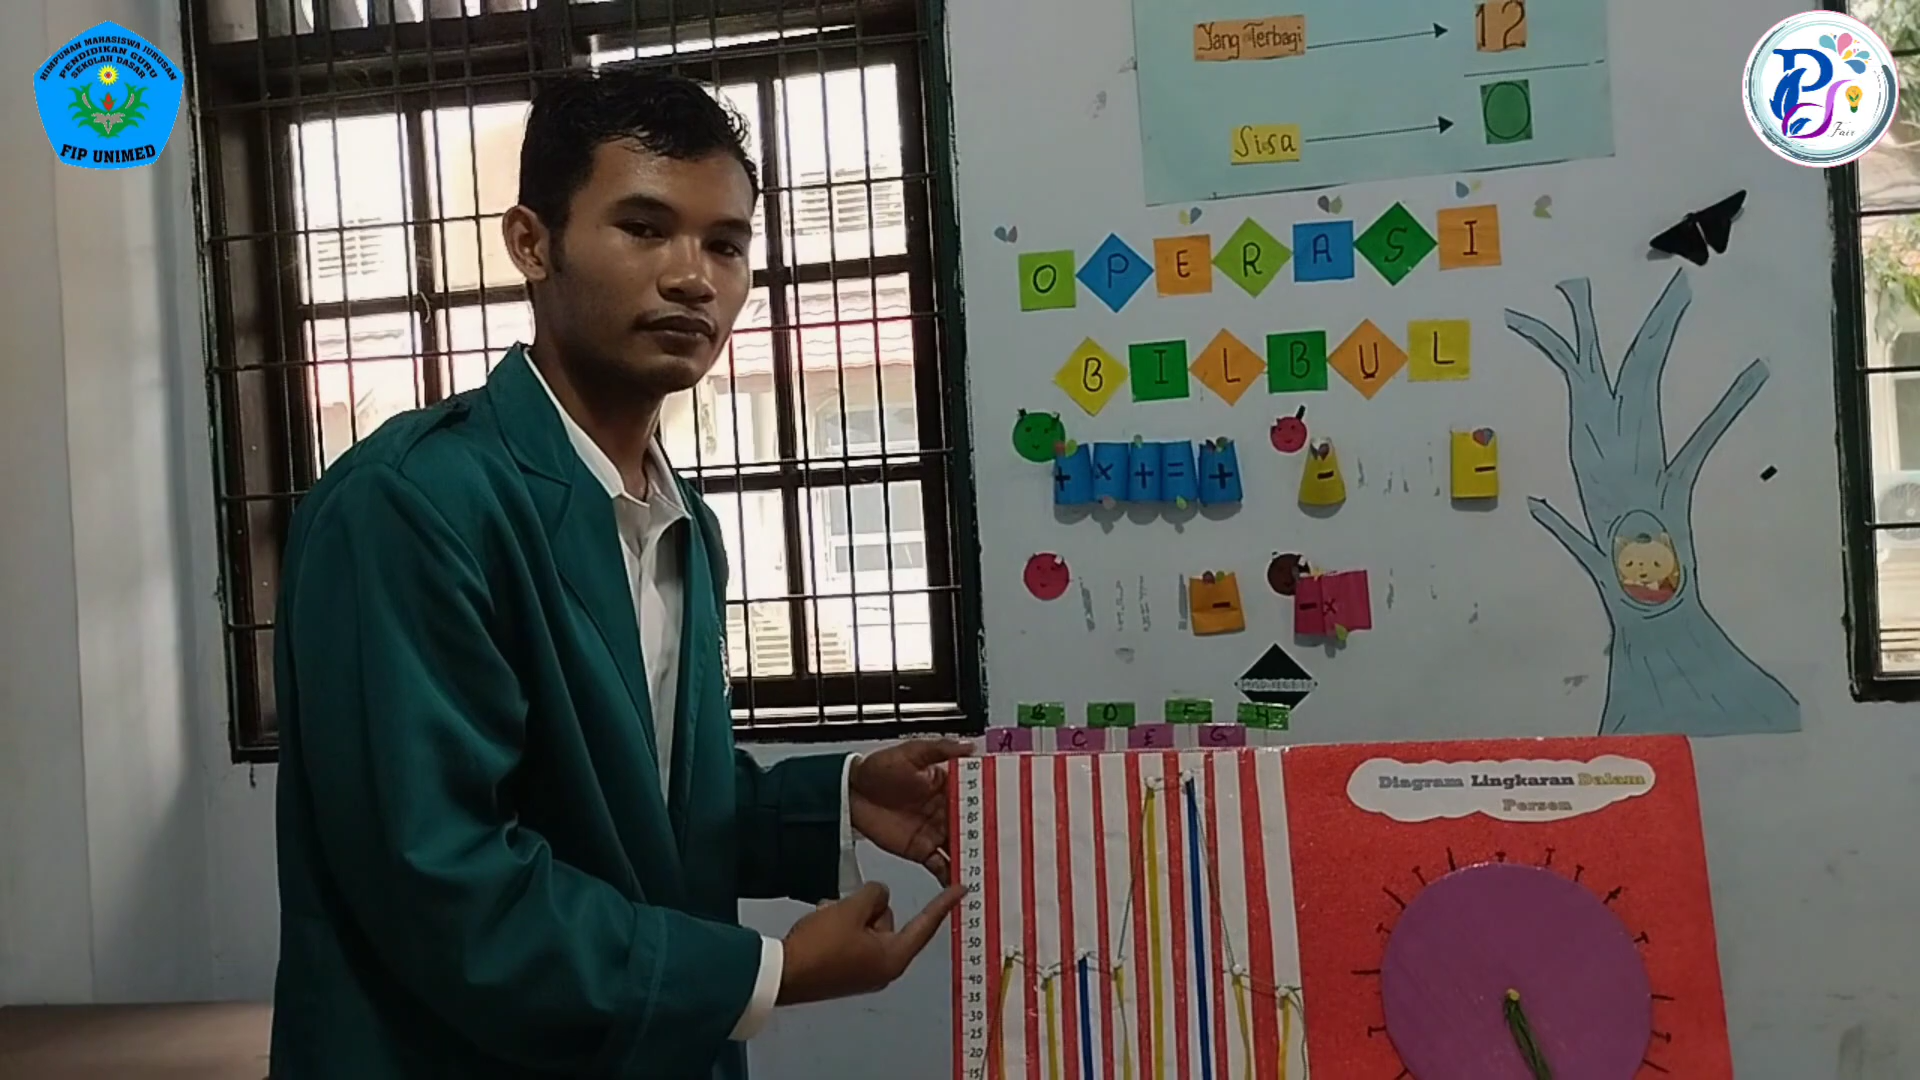 HIMPUNAN MAHASISWA JURUSAN
PENDIDIKAN GURU
SEKOLAH DASAR
FIP UNIMED
PS
Fair
Yang Terbagi
12
Sisa
0
OPERASI
BILBUL
+ × + = +
-
-
-
- ×
B D F H
A C E G
100
95
90
85
80
75
70
65
60
55
50
45
40
35
30
25
20
15
Diagram Lingkaran Dalam
Persen